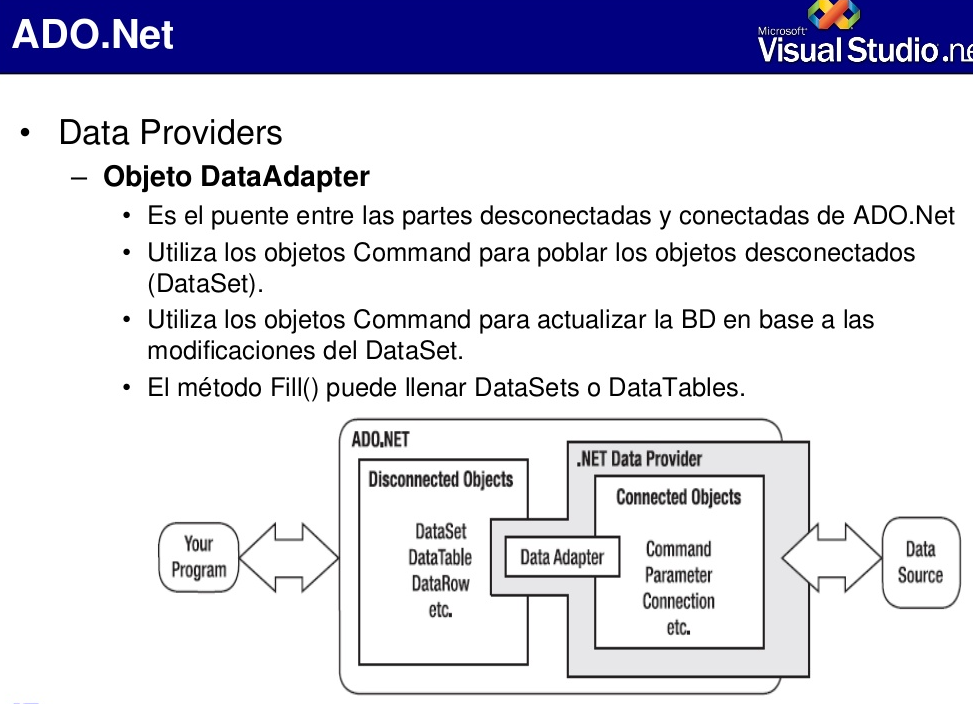 ADO.Net
Microsoft
Visual Studio .ne
• Data Providers
– Objeto DataAdapter
• Es el puente entre las partes desconectadas y conectadas de ADO.Net
• Utiliza los objetos Command para poblar los objetos desconectados
(DataSet).
• Utiliza los objetos Command para actualizar la BD en base a las
modificaciones del DataSet.
• El método Fill() puede llenar DataSets o DataTables.
ADO.NET
Disconnected Objects
DataSet
DataTable
DataRow
etc.
.NET Data Provider
Connected Objects
Command
Parameter
Connection
etc.
Data Adapter
Your
Program
Data
Source